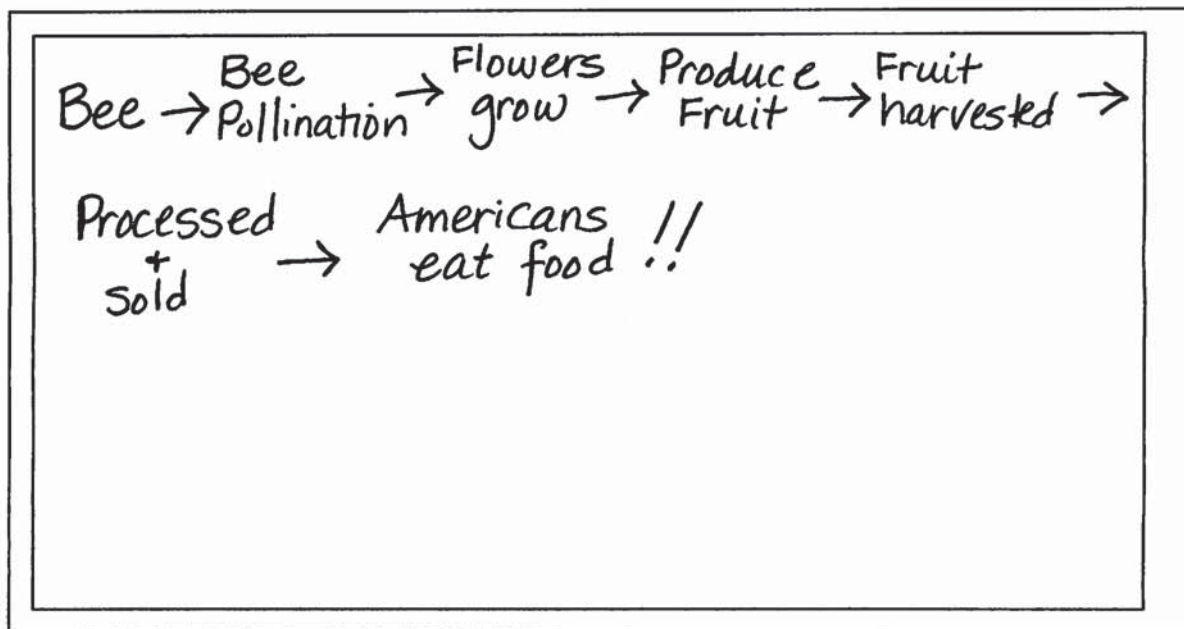 Bee → Bee Pollination → Flowers grow → Produce Fruit → Fruit harvested →
Processed + sold → Americans eat food !!